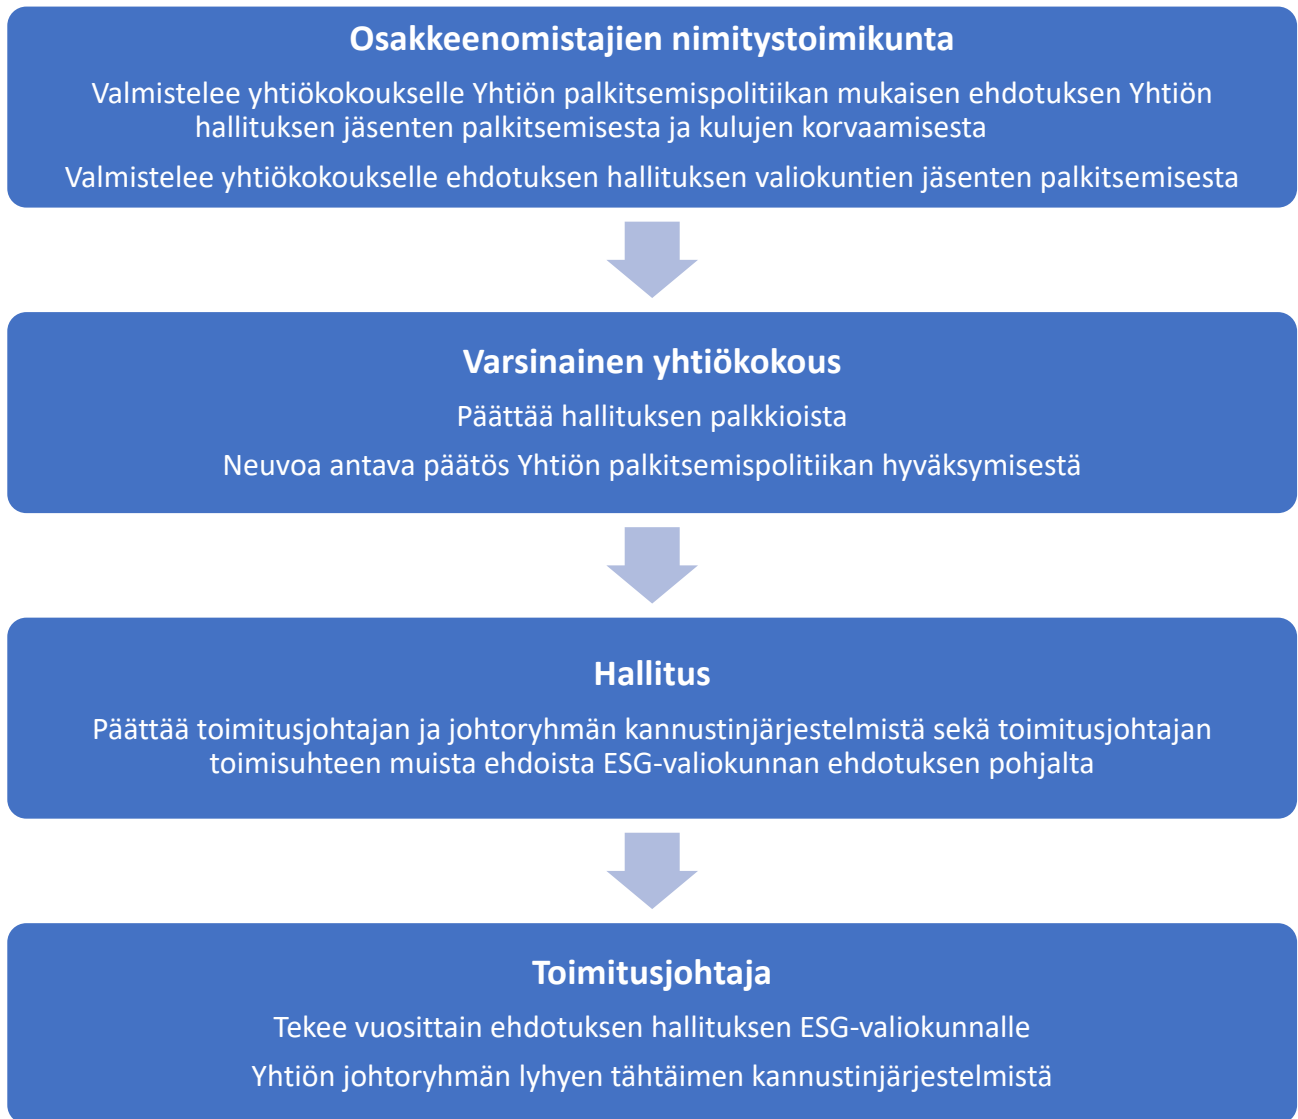 Osakkeenomistajien nimitystoimikunta
Valmistelee yhtiökokoukselle Yhtiön palkitsemispolitiikan mukaisen ehdotuksen Yhtiön
hallituksen jäsenten palkitsemisesta ja kulujen korvaamisesta
Valmistelee yhtiökokoukselle ehdotuksen hallituksen valiokuntien jäsenten palkitsemisesta
Varsinainen yhtiökokous
Päättää hallituksen palkkioista
Neuvoa antava päätös Yhtiön palkitsemispolitiikan hyväksymisestä
Hallitus
Päättää toimitusjohtajan ja johtoryhmän kannustinjärjestelmistä sekä toimitusjohtajan
toimisuhteen muista ehdoista ESG-valiokunnan ehdotuksen pohjalta
Toimitusjohtaja
Tekee vuosittain ehdotuksen hallituksen ESG-valiokunnalle
Yhtiön johtoryhmän lyhyen tähtäimen kannustinjärjestelmistä